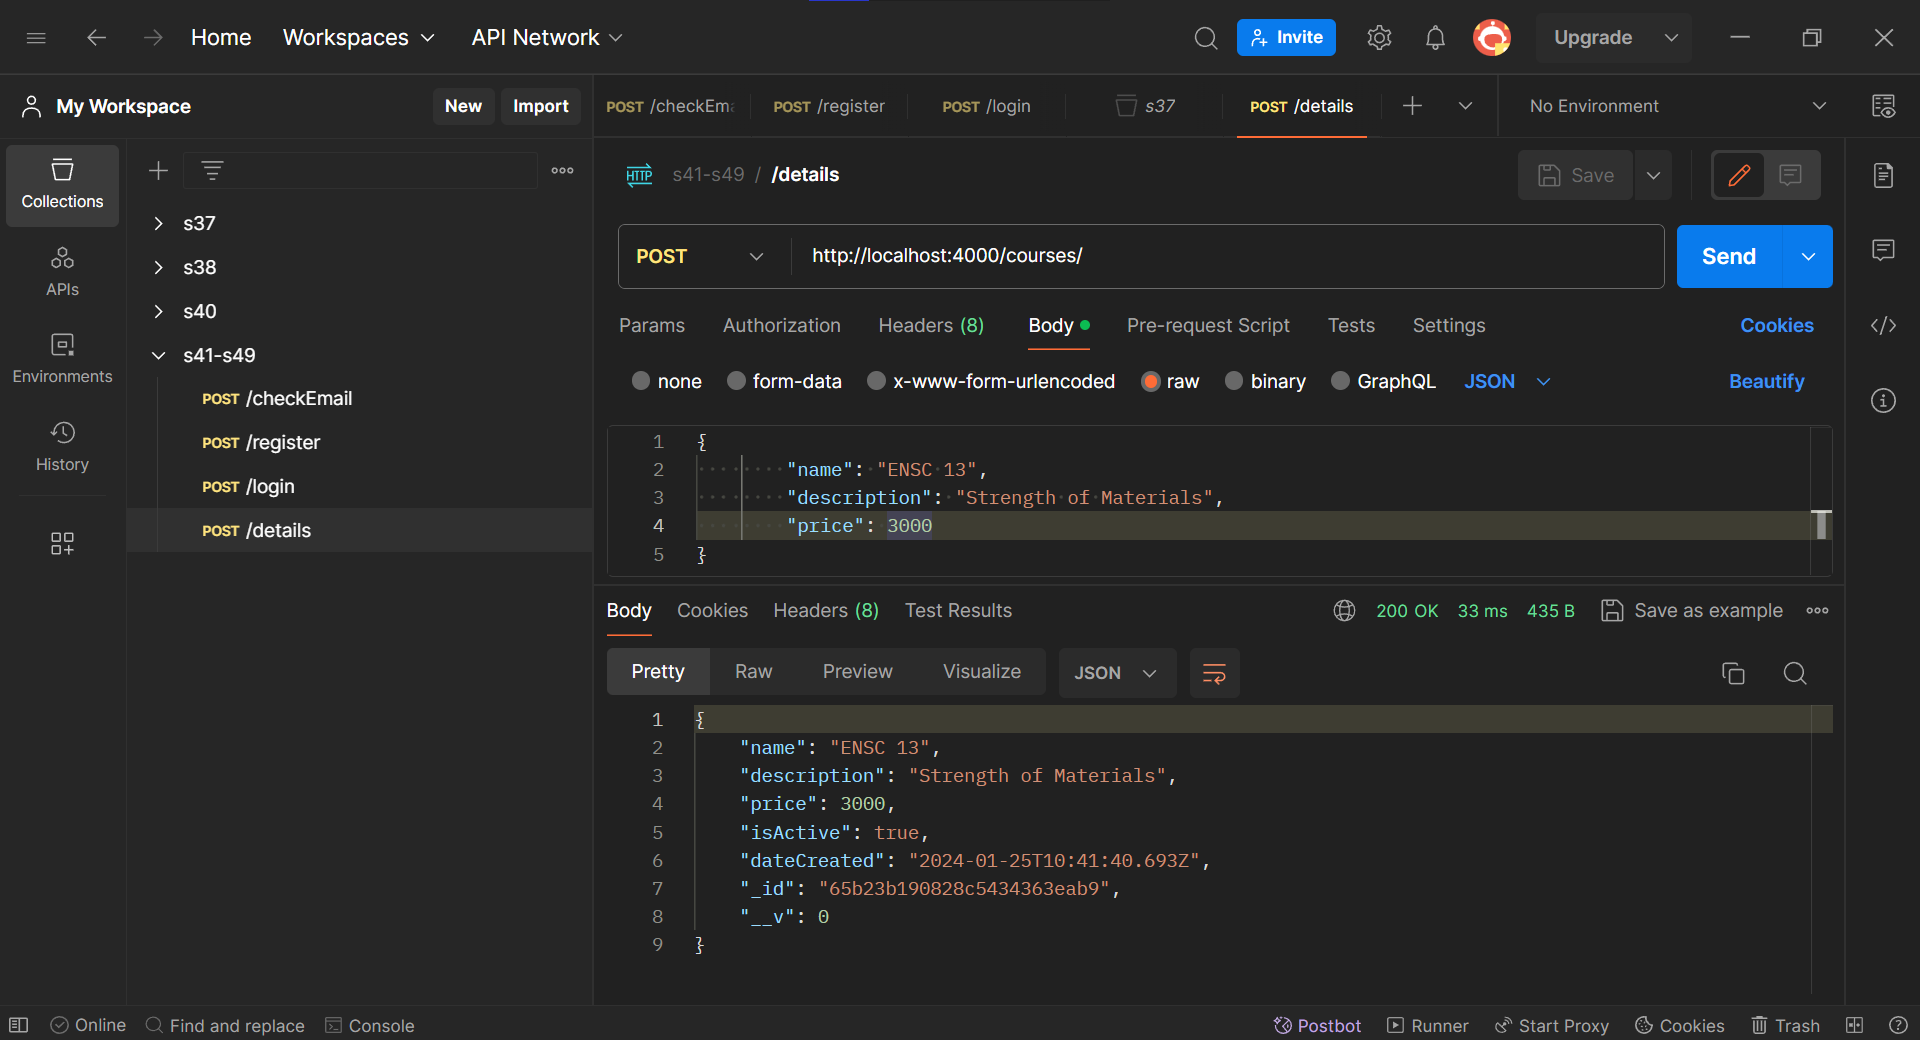 Home Workspaces API Network Invite Upgrade
My Workspace New Import POST /checkEma POST /register POST /login s37 POST /details No Environment
Collections
APIs
Environments
History
s37
s38
s40
s41-s49
POST /checkEmail
POST /register
POST /login
POST /details
HTTP s41-s49 / /details Save
POST http://localhost:4000/courses/ Send
Params Authorization Headers (8) Body Pre-request Script Tests Settings Cookies
none form-data x-www-form-urlencoded raw binary GraphQL JSON Beautify
1 {
2 "name": "ENSC 13",
3 "description": "Strength of Materials",
4 "price": 3000
5 }
Body Cookies Headers (8) Test Results 200 OK 33 ms 435 B Save as example
Pretty Raw Preview Visualize JSON
1 {
2 "name": "ENSC 13",
3 "description": "Strength of Materials",
4 "price": 3000,
5 "isActive": true,
6 "dateCreated": "2024-01-25T10:41:40.693Z",
7 "_id": "65b23b190828c5434363eab9",
8 "__v": 0
9 }
Online Find and replace Console Postbot Runner Start Proxy Cookies Trash